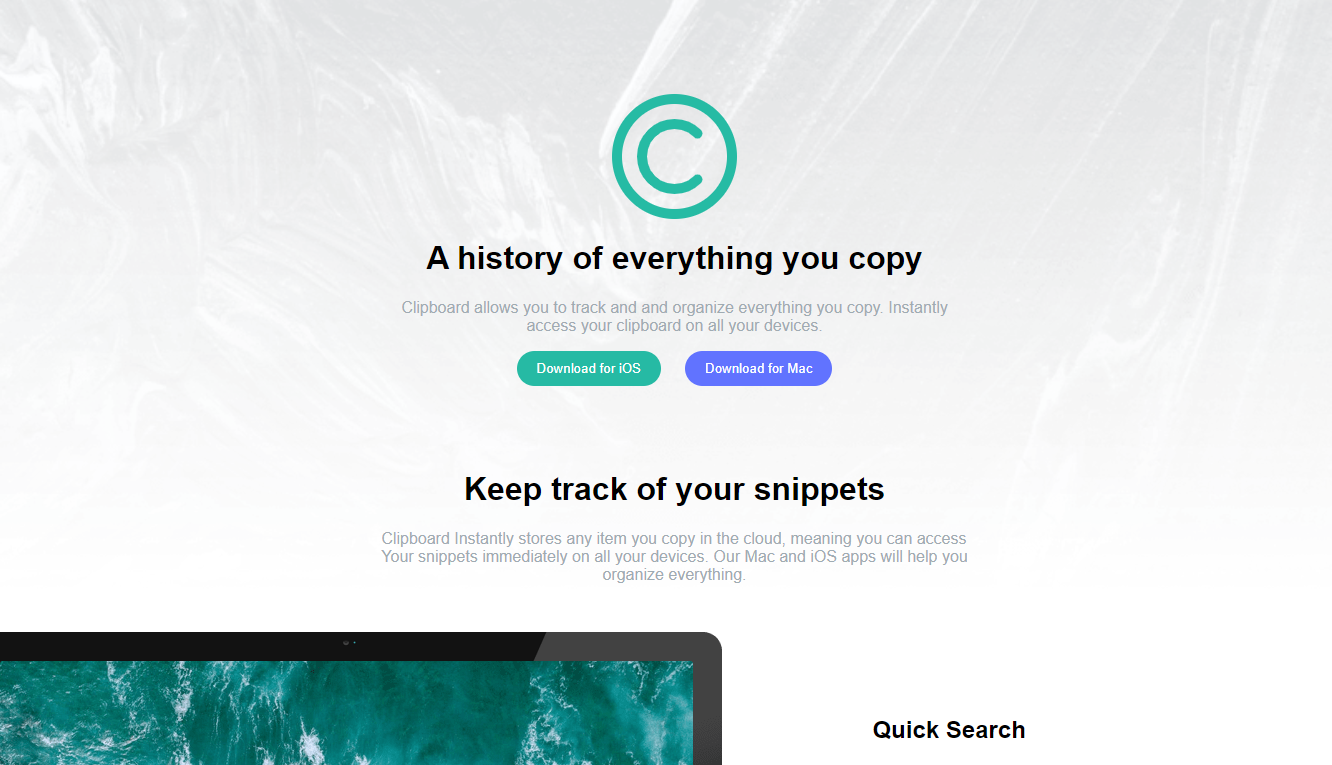 A history of everything you copy
Clipboard allows you to track and and organize everything you copy. Instantly
access your clipboard on all your devices.
Download for iOS
Download for Mac
Keep track of your snippets
Clipboard Instantly stores any item you copy in the cloud, meaning you can access
Your snippets immediately on all your devices. Our Mac and iOS apps will help you
organize everything.
Quick Search